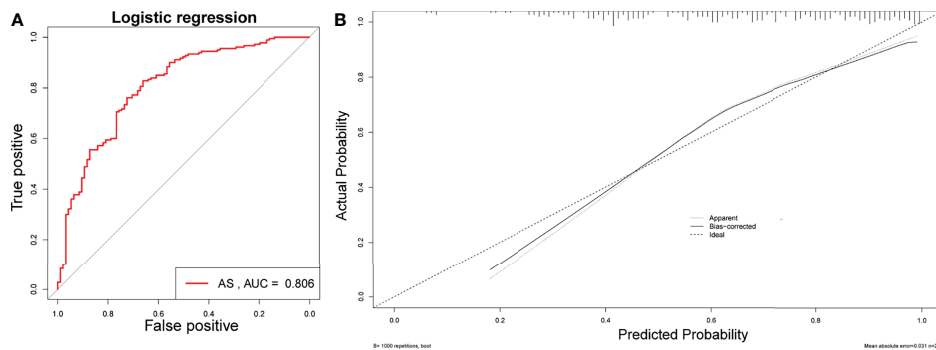 A
Logistic regression
True positive
1.0
0.8
0.6
0.4
0.2
0.0
AS , AUC = 0.806
1.0 0.8 0.6 0.4 0.2 0.0
False positive
B
Actual Probability
1.0
0.8
0.6
0.4
0.2
0.0
Apparent
Bias-corrected
Ideal
0.0 0.2 0.4 0.6 0.8 1.0
Predicted Probability
B= 1000 repetitions, boot
Mean absolute error=0.031 n=2